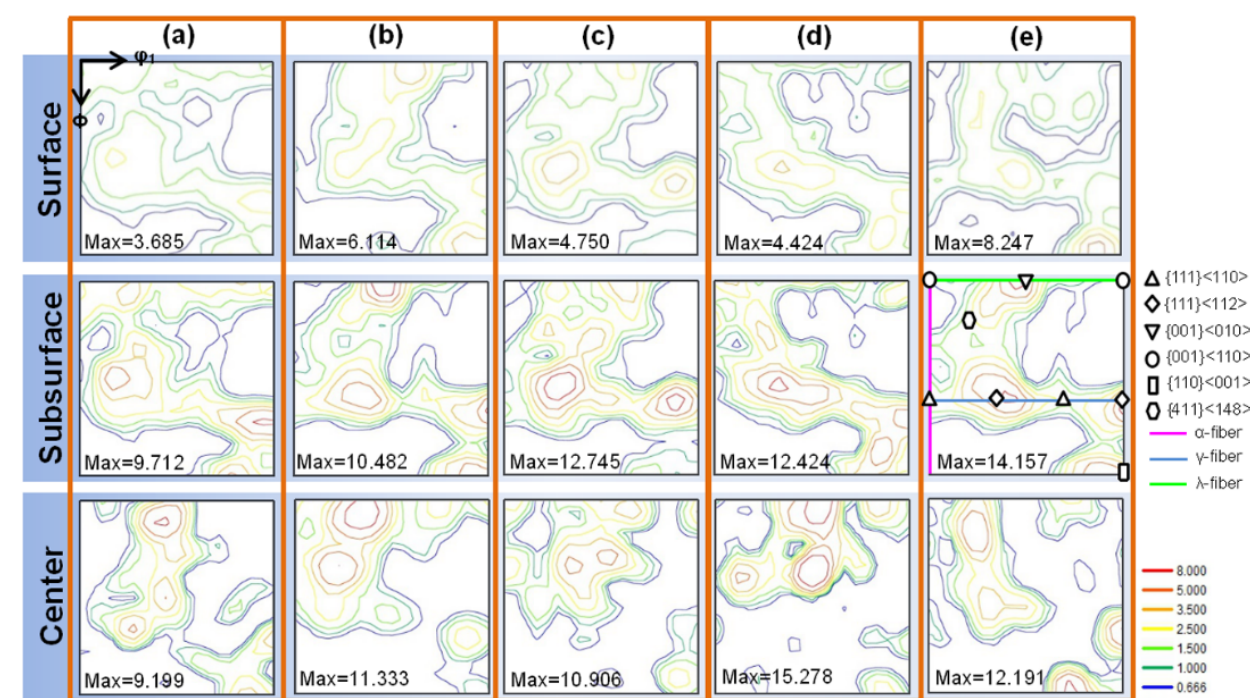 (a) (b) (c) (d) (e)
φ1
Φ
Surface
Max=3.685 Max=6.114 Max=4.750 Max=4.424 Max=8.247
Subsurface
Max=9.712 Max=10.482 Max=12.745 Max=12.424 Max=14.157
{111}<110>
{111}<112>
{001}<010>
{001}<110>
{110}<001>
{411}<148>
α-fiber
γ-fiber
λ-fiber
Center
Max=9.199 Max=11.333 Max=10.906 Max=15.278 Max=12.191
8.000
5.000
3.500
2.500
1.500
1.000
0.666